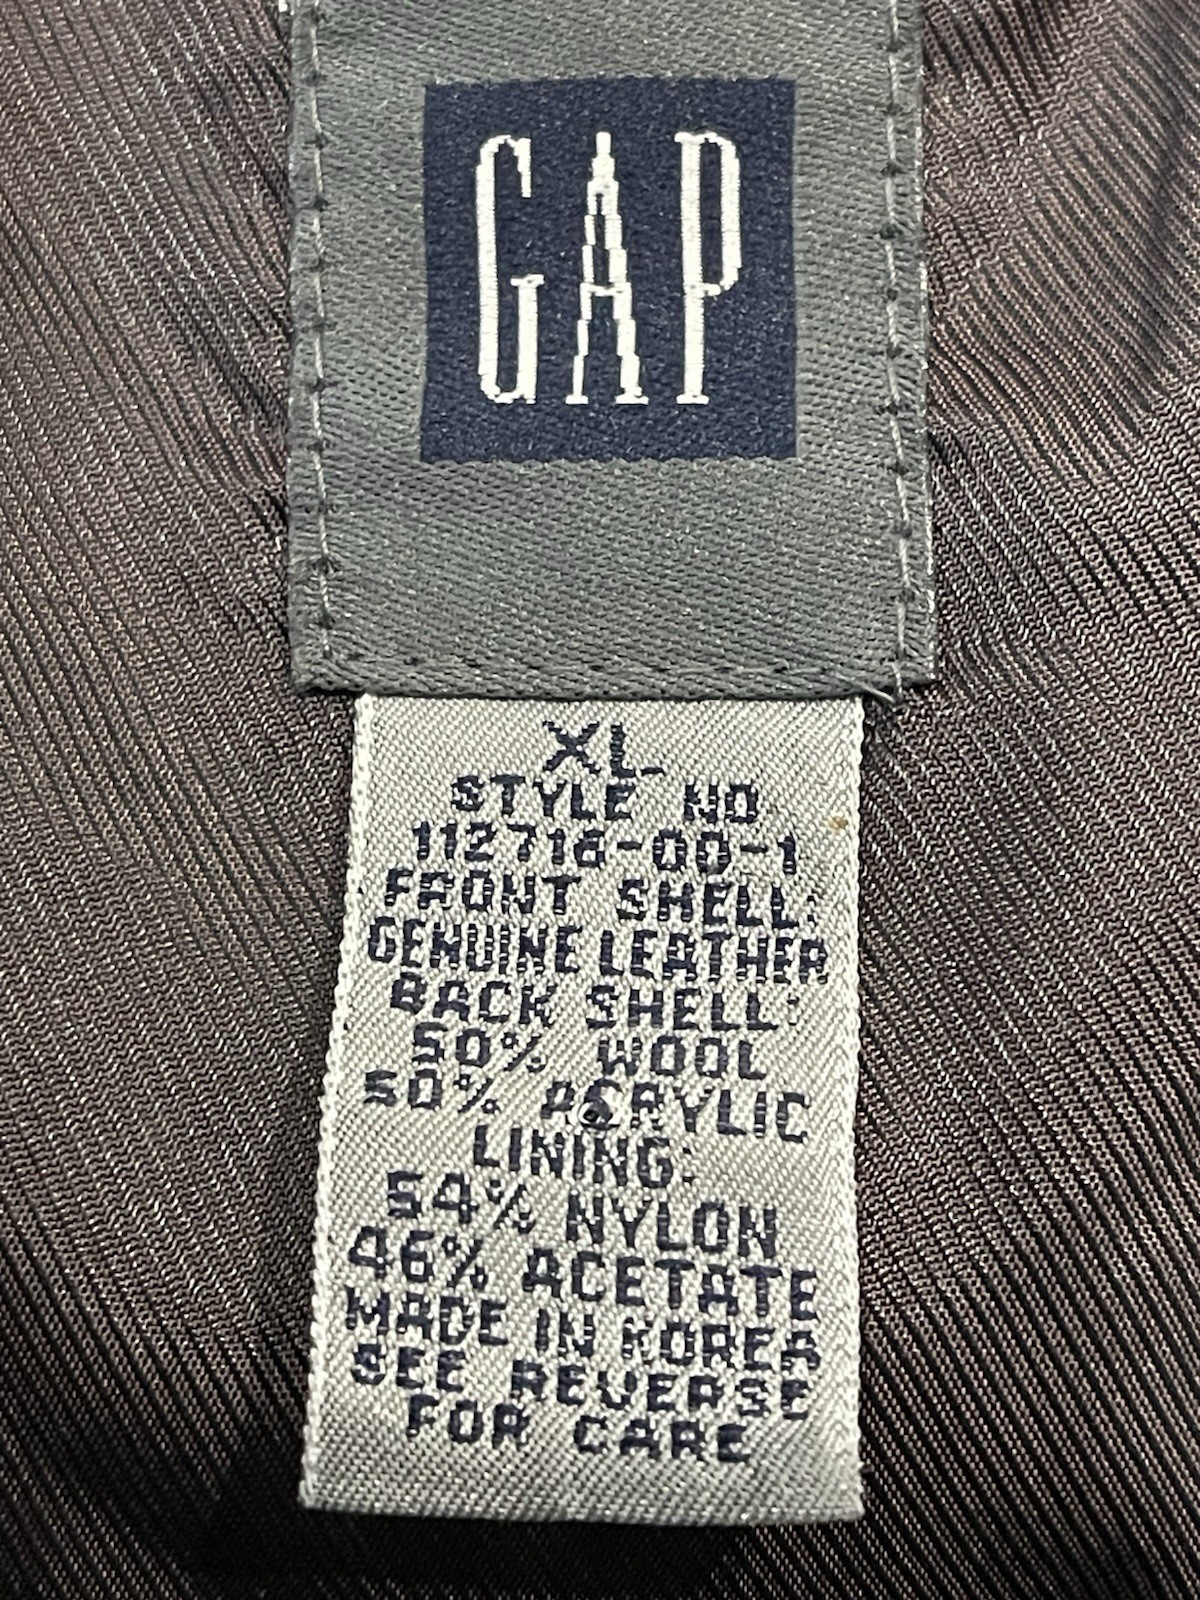 GAP
XL
STYLE NO
112716-00-1
FRONT SHELL:
GENUINE LEATHER
BACK SHELL:
50% WOOL
50% ACRYLIC
LINING:
54% NYLON
46% ACETATE
MADE IN KOREA
SEE REVERSE
FOR CARE